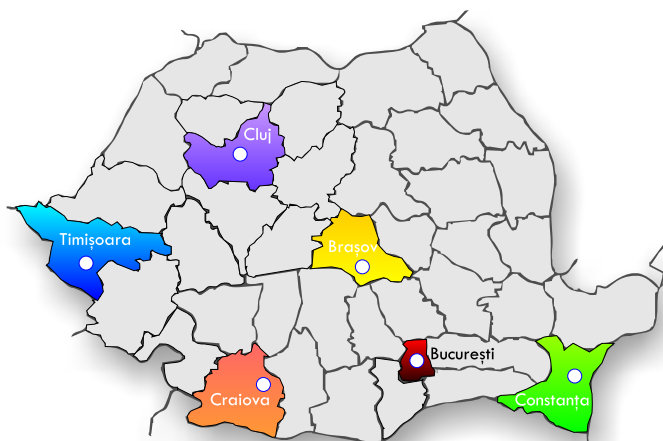 Cluj
Timișoara
Brașov
București
Craiova
Constanța